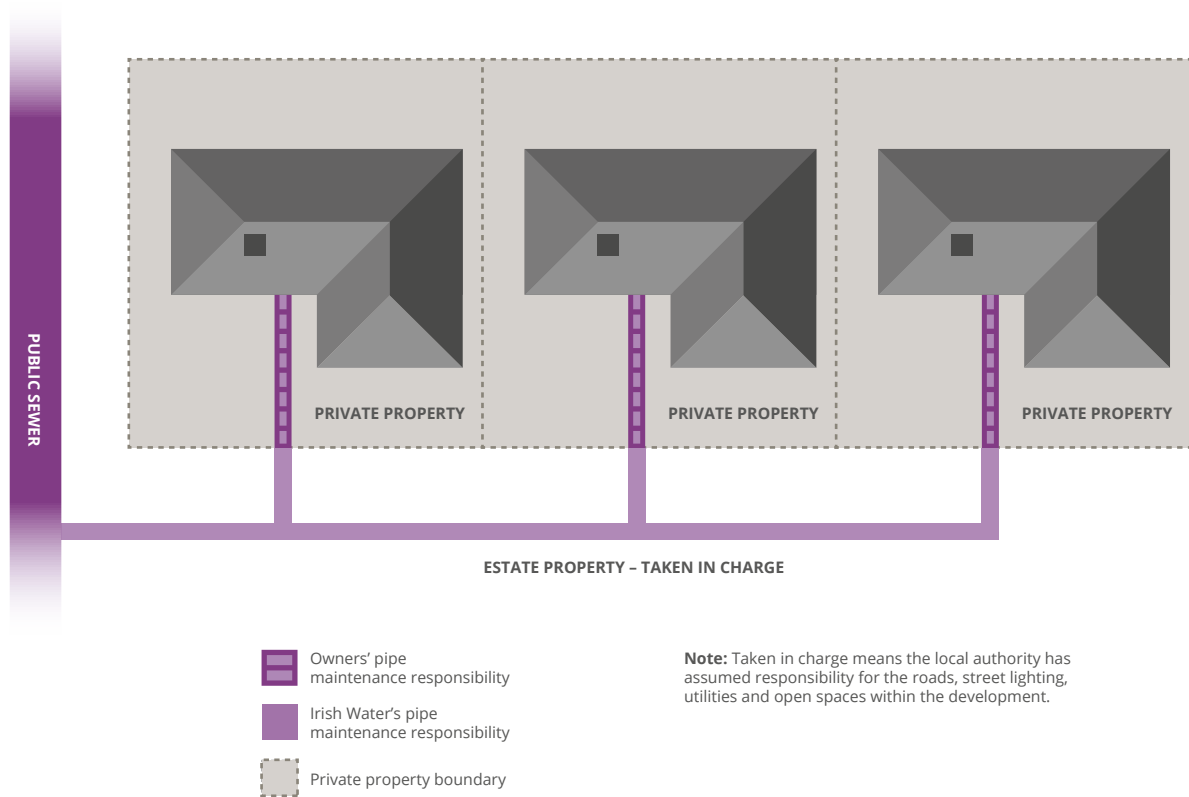 PUBLIC SEWER
PRIVATE PROPERTY
PRIVATE PROPERTY
PRIVATE PROPERTY
ESTATE PROPERTY – TAKEN IN CHARGE
Owners’ pipe
maintenance responsibility
Irish Water’s pipe
maintenance responsibility
Private property boundary
Note: Taken in charge means the local authority has
assumed responsibility for the roads, street lighting,
utilities and open spaces within the development.